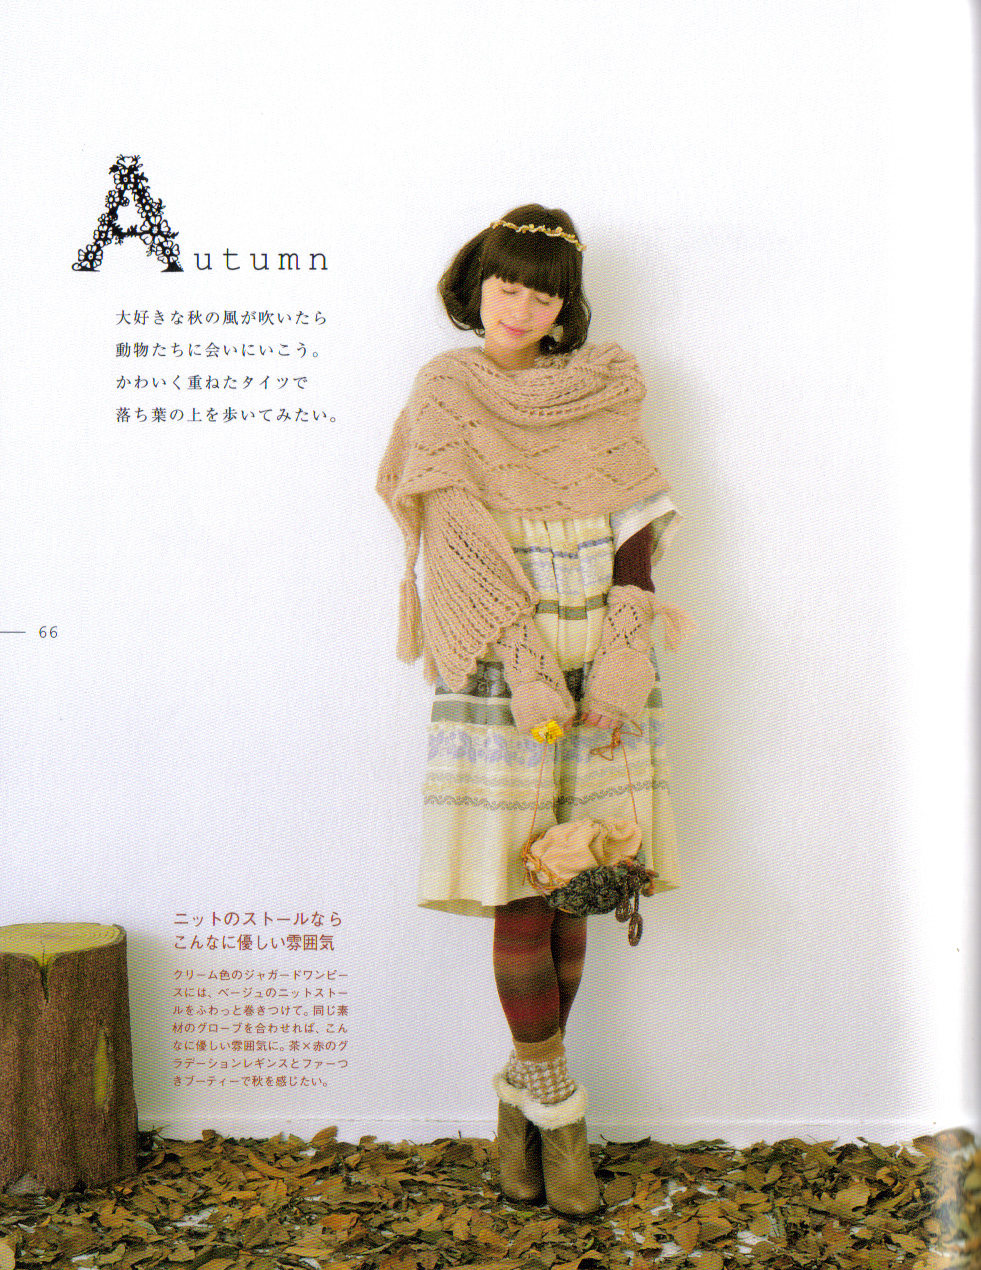 Autumn
大好きな秋の風が吹いたら
動物たちに会いにいこう。
かわいく重ねたタイツで
落ち葉の上を歩いてみたい。
66
ニットのストールなら
こんなに優しい雰囲気
クリーム色のジャガードワンピー
スには、ベージュのニットストー
ルをふわっと巻きつけて。同じ素
材のグローブを合わせれば、こん
なに優しい雰囲気に。茶×赤のグ
ラデーションレギンスとファーつ
きブーティーで秋を感じたい。